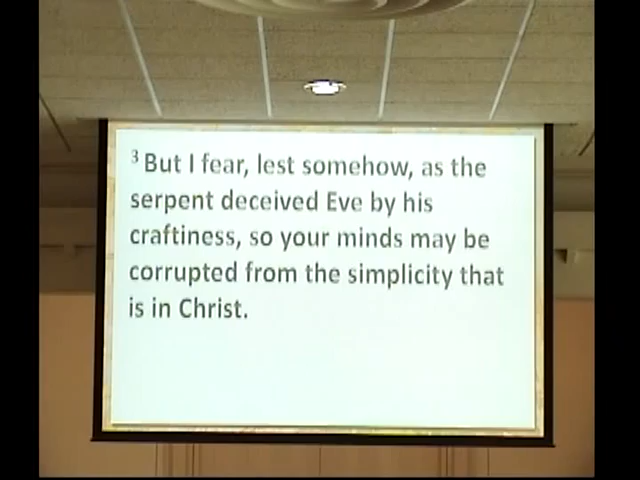 3 But I fear, lest somehow, as the
serpent deceived Eve by his
craftiness, so your minds may be
corrupted from the simplicity that
is in Christ.